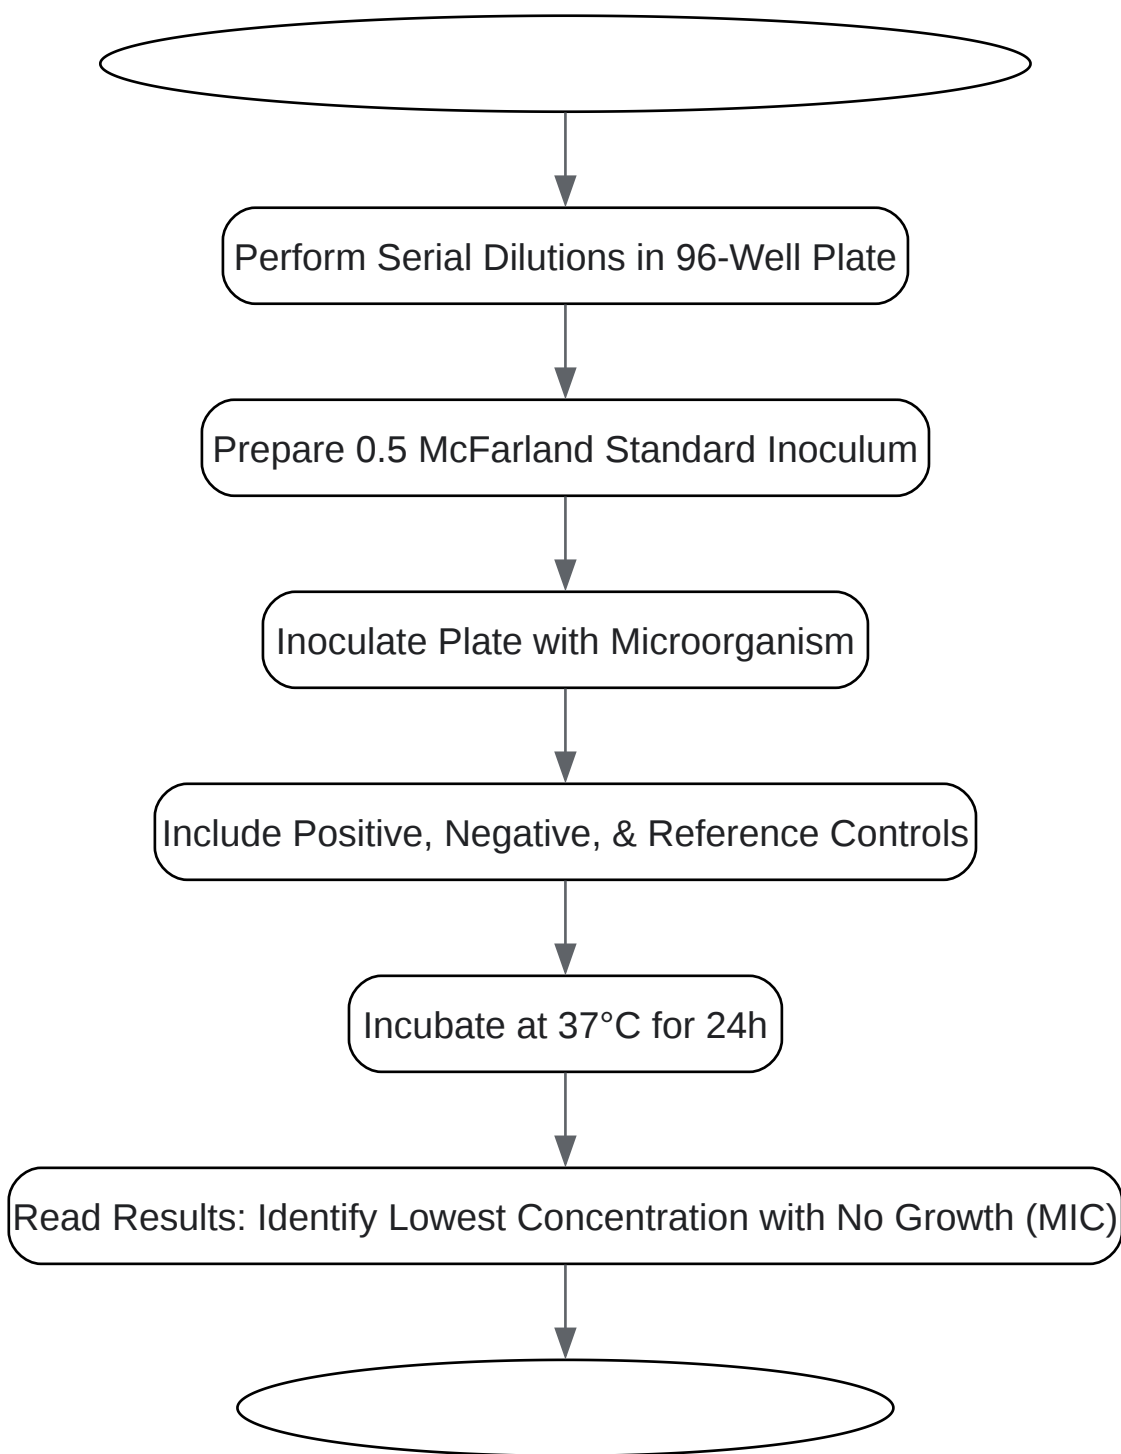 Perform Serial Dilutions in 96-Well Plate
Prepare 0.5 McFarland Standard Inoculum
Inoculate Plate with Microorganism
Include Positive, Negative, & Reference Controls
Incubate at 37°C for 24h
Read Results: Identify Lowest Concentration with No Growth (MIC)